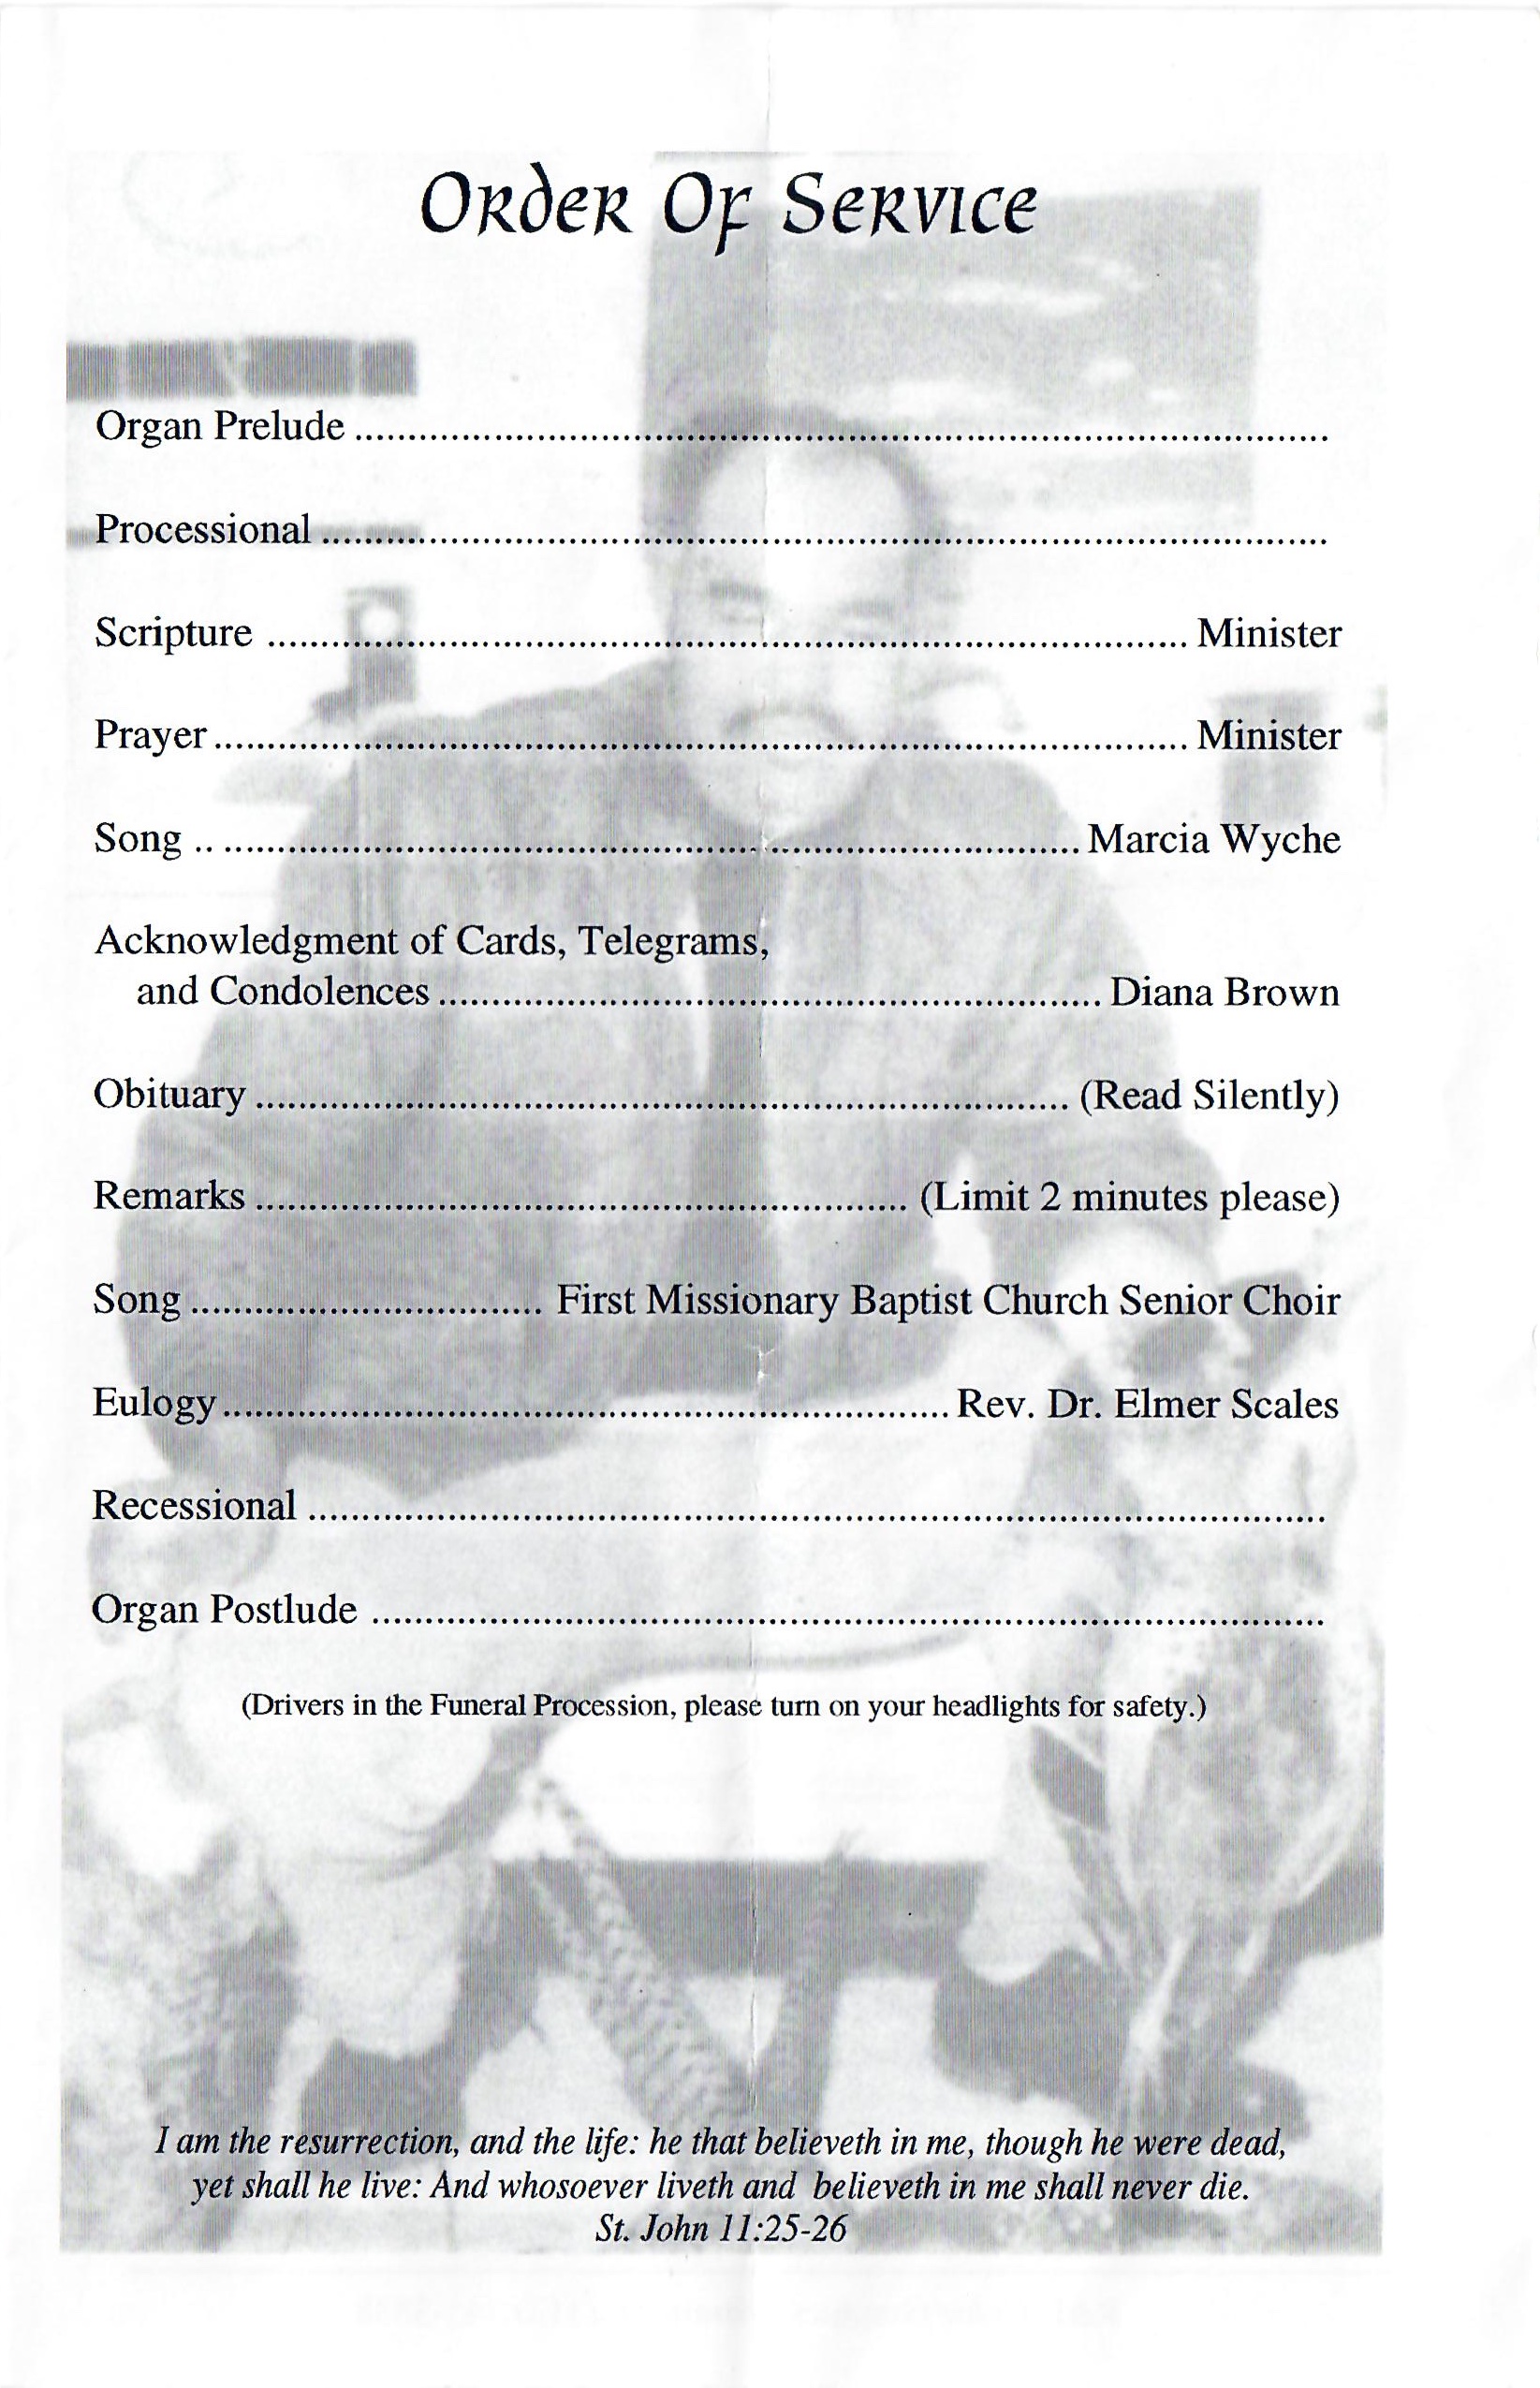 Order Of Service
Organ Prelude ........................................................................................
Processional ...........................................................................................
Scripture .................................................................................... Minister
Prayer......................................................................................... Minister
Song .. .............................................................................. Marcia Wyche
Acknowledgment of Cards, Telegrams,
and Condolences ............................................................. Diana Brown
Obituary .......................................................................... (Read Silently)
Remarks ............................................................ (Limit 2 minutes please)
Song ................................ First Missionary Baptist Church Senior Choir
Eulogy................................................................... Rev. Dr. Elmer Scales
Recessional .............................................................................................
Organ Postlude .......................................................................................
(Drivers in the Funeral Procession, please turn on your headlights for safety.)
I am the resurrection, and the life: he that believeth in me, though he were dead,
yet shall he live: And whosoever liveth and believeth in me shall never die.
St. John 11:25-26